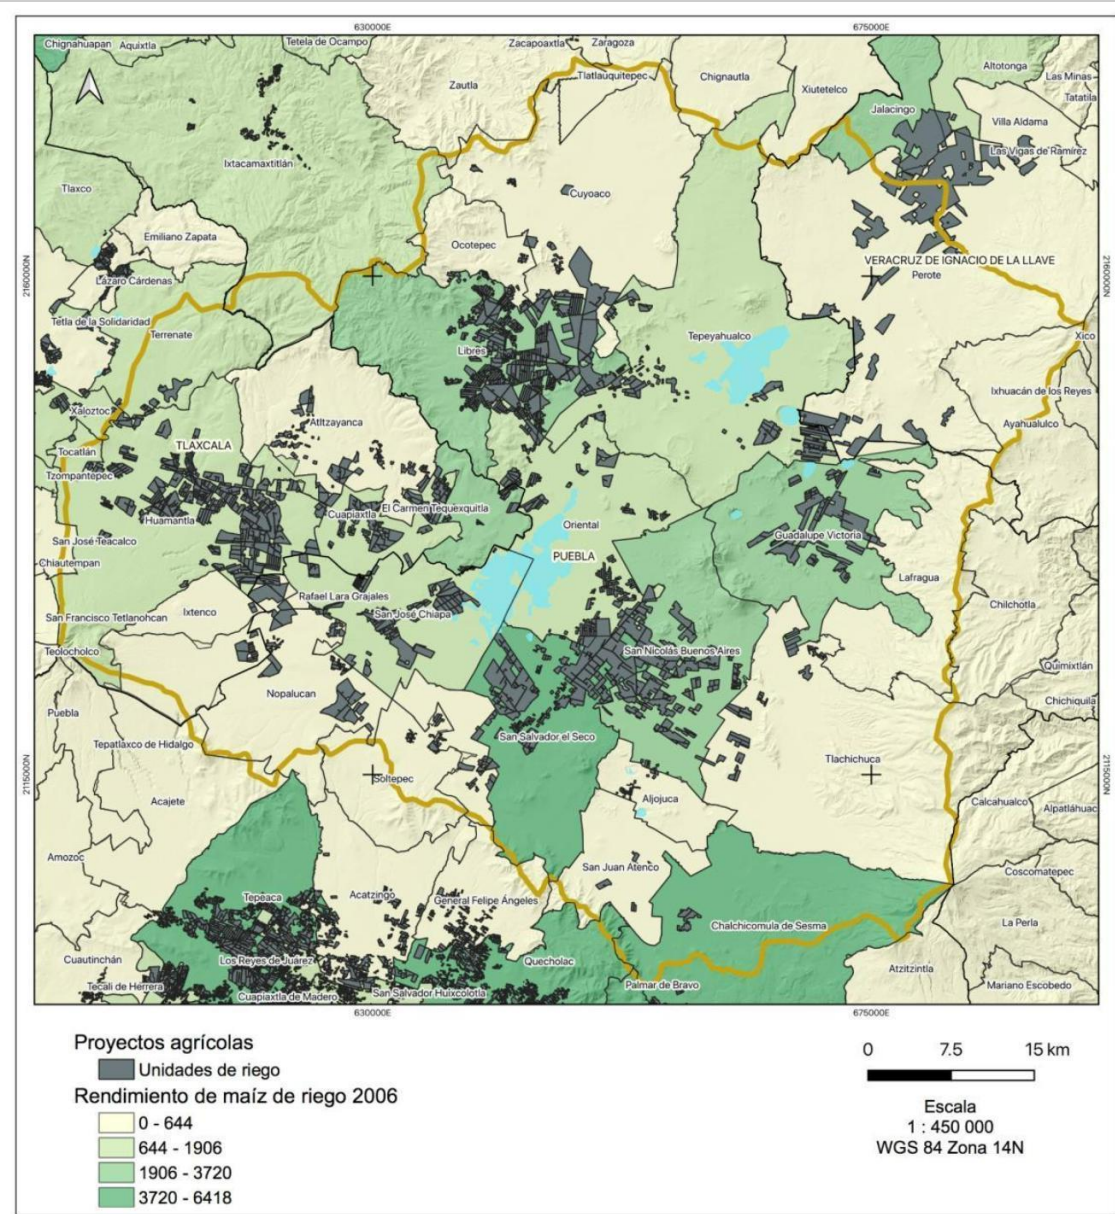 630000E 675000E
Chignahuapan Aquixtla Tetela de Ocampo Zacapoaxtla Zaragoza
Altotonga
Zautla Tlatlauquitepec Chignautla Las Minas
Xiutetelco Tatatila
Jalacingo
Villa Aldama
Las Vigas de Ramírez
Ixtacamaxtitlán
Tlaxco Cuyoaco
Emiliano Zapata
Ocotepec
VERACRUZ DE IGNACIO DE LA LLAVE
2160000N 2160000N
Perote
Lázaro Cárdenas
Tetla de la Solidaridad
Terrenate Tepeyahualco Xico
Libres
Ixhuacán de los Reyes
Xaloztoc
Atltzayanca Ayahualulco
TLAXCALA
Tocatlán
Tzompantepec
El Carmen Tequexquitla
Huamantla Cuapiaxtla
Oriental
Guadalupe Victoria
San José Teacalco
PUEBLA
Chiautempan
Lafragua
Rafael Lara Grajales
Chilchotla
San Francisco Tetlanohcan Ixtenco San José Chiapa
Teolocholco San Nicolás Buenos Aires
Quimixtlán
Nopalucan
Chichiquila
Puebla
San Salvador el Seco
Tepatlaxco de Hidalgo
Tlachichuca
2115000N 2115000N
Soltepec
Acajete Aljojuca Calcahualco
Alpatláhuac
Amozoc
San Juan Atenco
Coscomatepec
Tepeaca Acatzingo
General Felipe Ángeles
La Perla
Chalchicomula de Sesma
Cuautinchán Los Reyes de Juárez Quecholac
Atzitzintla
Tecali de Herrera Palmar de Bravo Mariano Escobedo
Cuapiaxtla de Madero San Salvador Huixcolotla
630000E 675000E
Proyectos agrícolas
Unidades de riego
Rendimiento de maíz de riego 2006
0 - 644
644 - 1906
1906 - 3720
3720 - 6418
0 7.5 15 km
Escala
1 : 450 000
WGS 84 Zona 14N